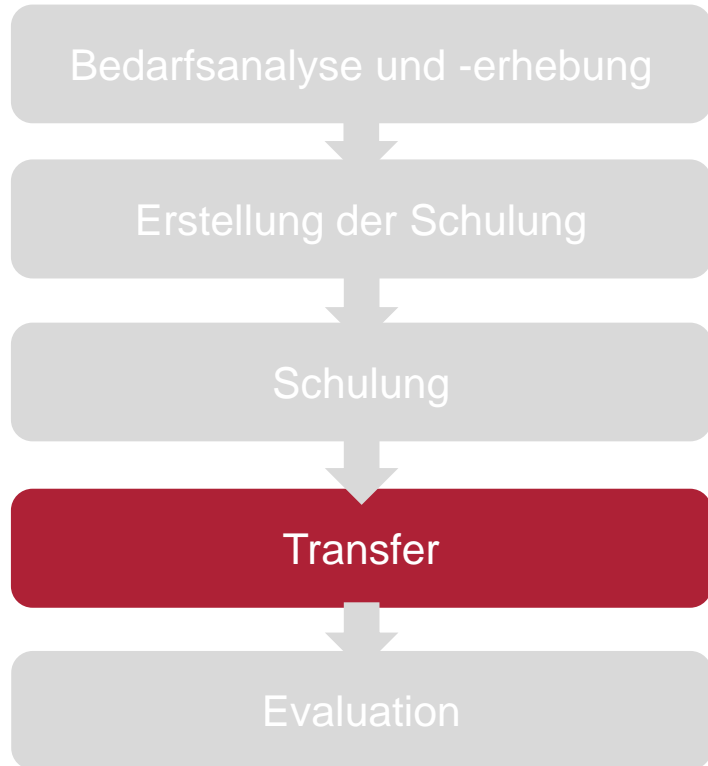 Bedarfsanalyse und -erhebung
Erstellung der Schulung
Schulung
Transfer
Evaluation